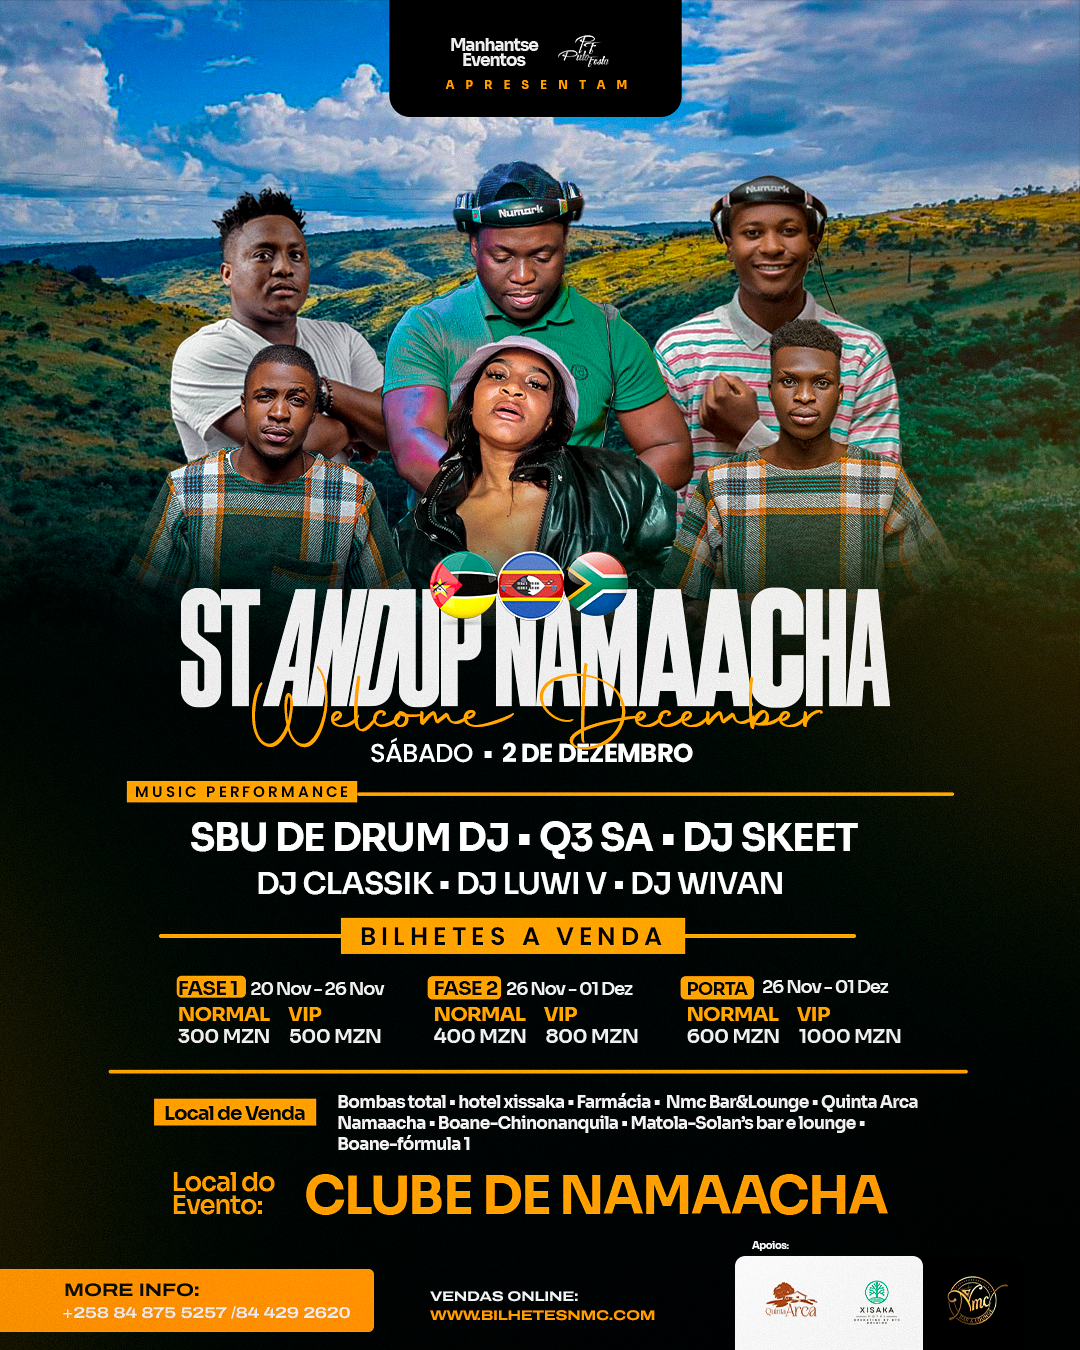 Manhantse
Eventos
PF
Puto Festa
APRESENTAM
Numark
Numark
STANDUP NAMAACHA
Welcome December
SÁBADO ▪ 2 DE DEZEMBRO
MUSIC PERFORMANCE
SBU DE DRUM DJ ▪ Q3 SA ▪ DJ SKEET
DJ CLASSIK ▪ DJ LUWI V ▪ DJ WIVAN
BILHETES A VENDA
FASE 1 20 Nov - 26 Nov
NORMAL VIP
300 MZN 500 MZN
FASE 2 26 Nov - 01 Dez
NORMAL VIP
400 MZN 800 MZN
PORTA 26 Nov - 01 Dez
NORMAL VIP
600 MZN 1000 MZN
Local de Venda
Bombas total ▪ hotel xissaka ▪ Farmácia ▪ Nmc Bar&Lounge ▪ Quinta Arca
Namaacha ▪ Boane-Chinonanquila ▪ Matola-Solan's bar e lounge ▪
Boane-fórmula 1
Local do
Evento:
CLUBE DE NAMAACHA
MORE INFO:
+258 84 875 5257 /84 429 2620
VENDAS ONLINE:
WWW.BILHETESNMC.COM
Apoios:
Quinta Arca
XISAKA
Nmc